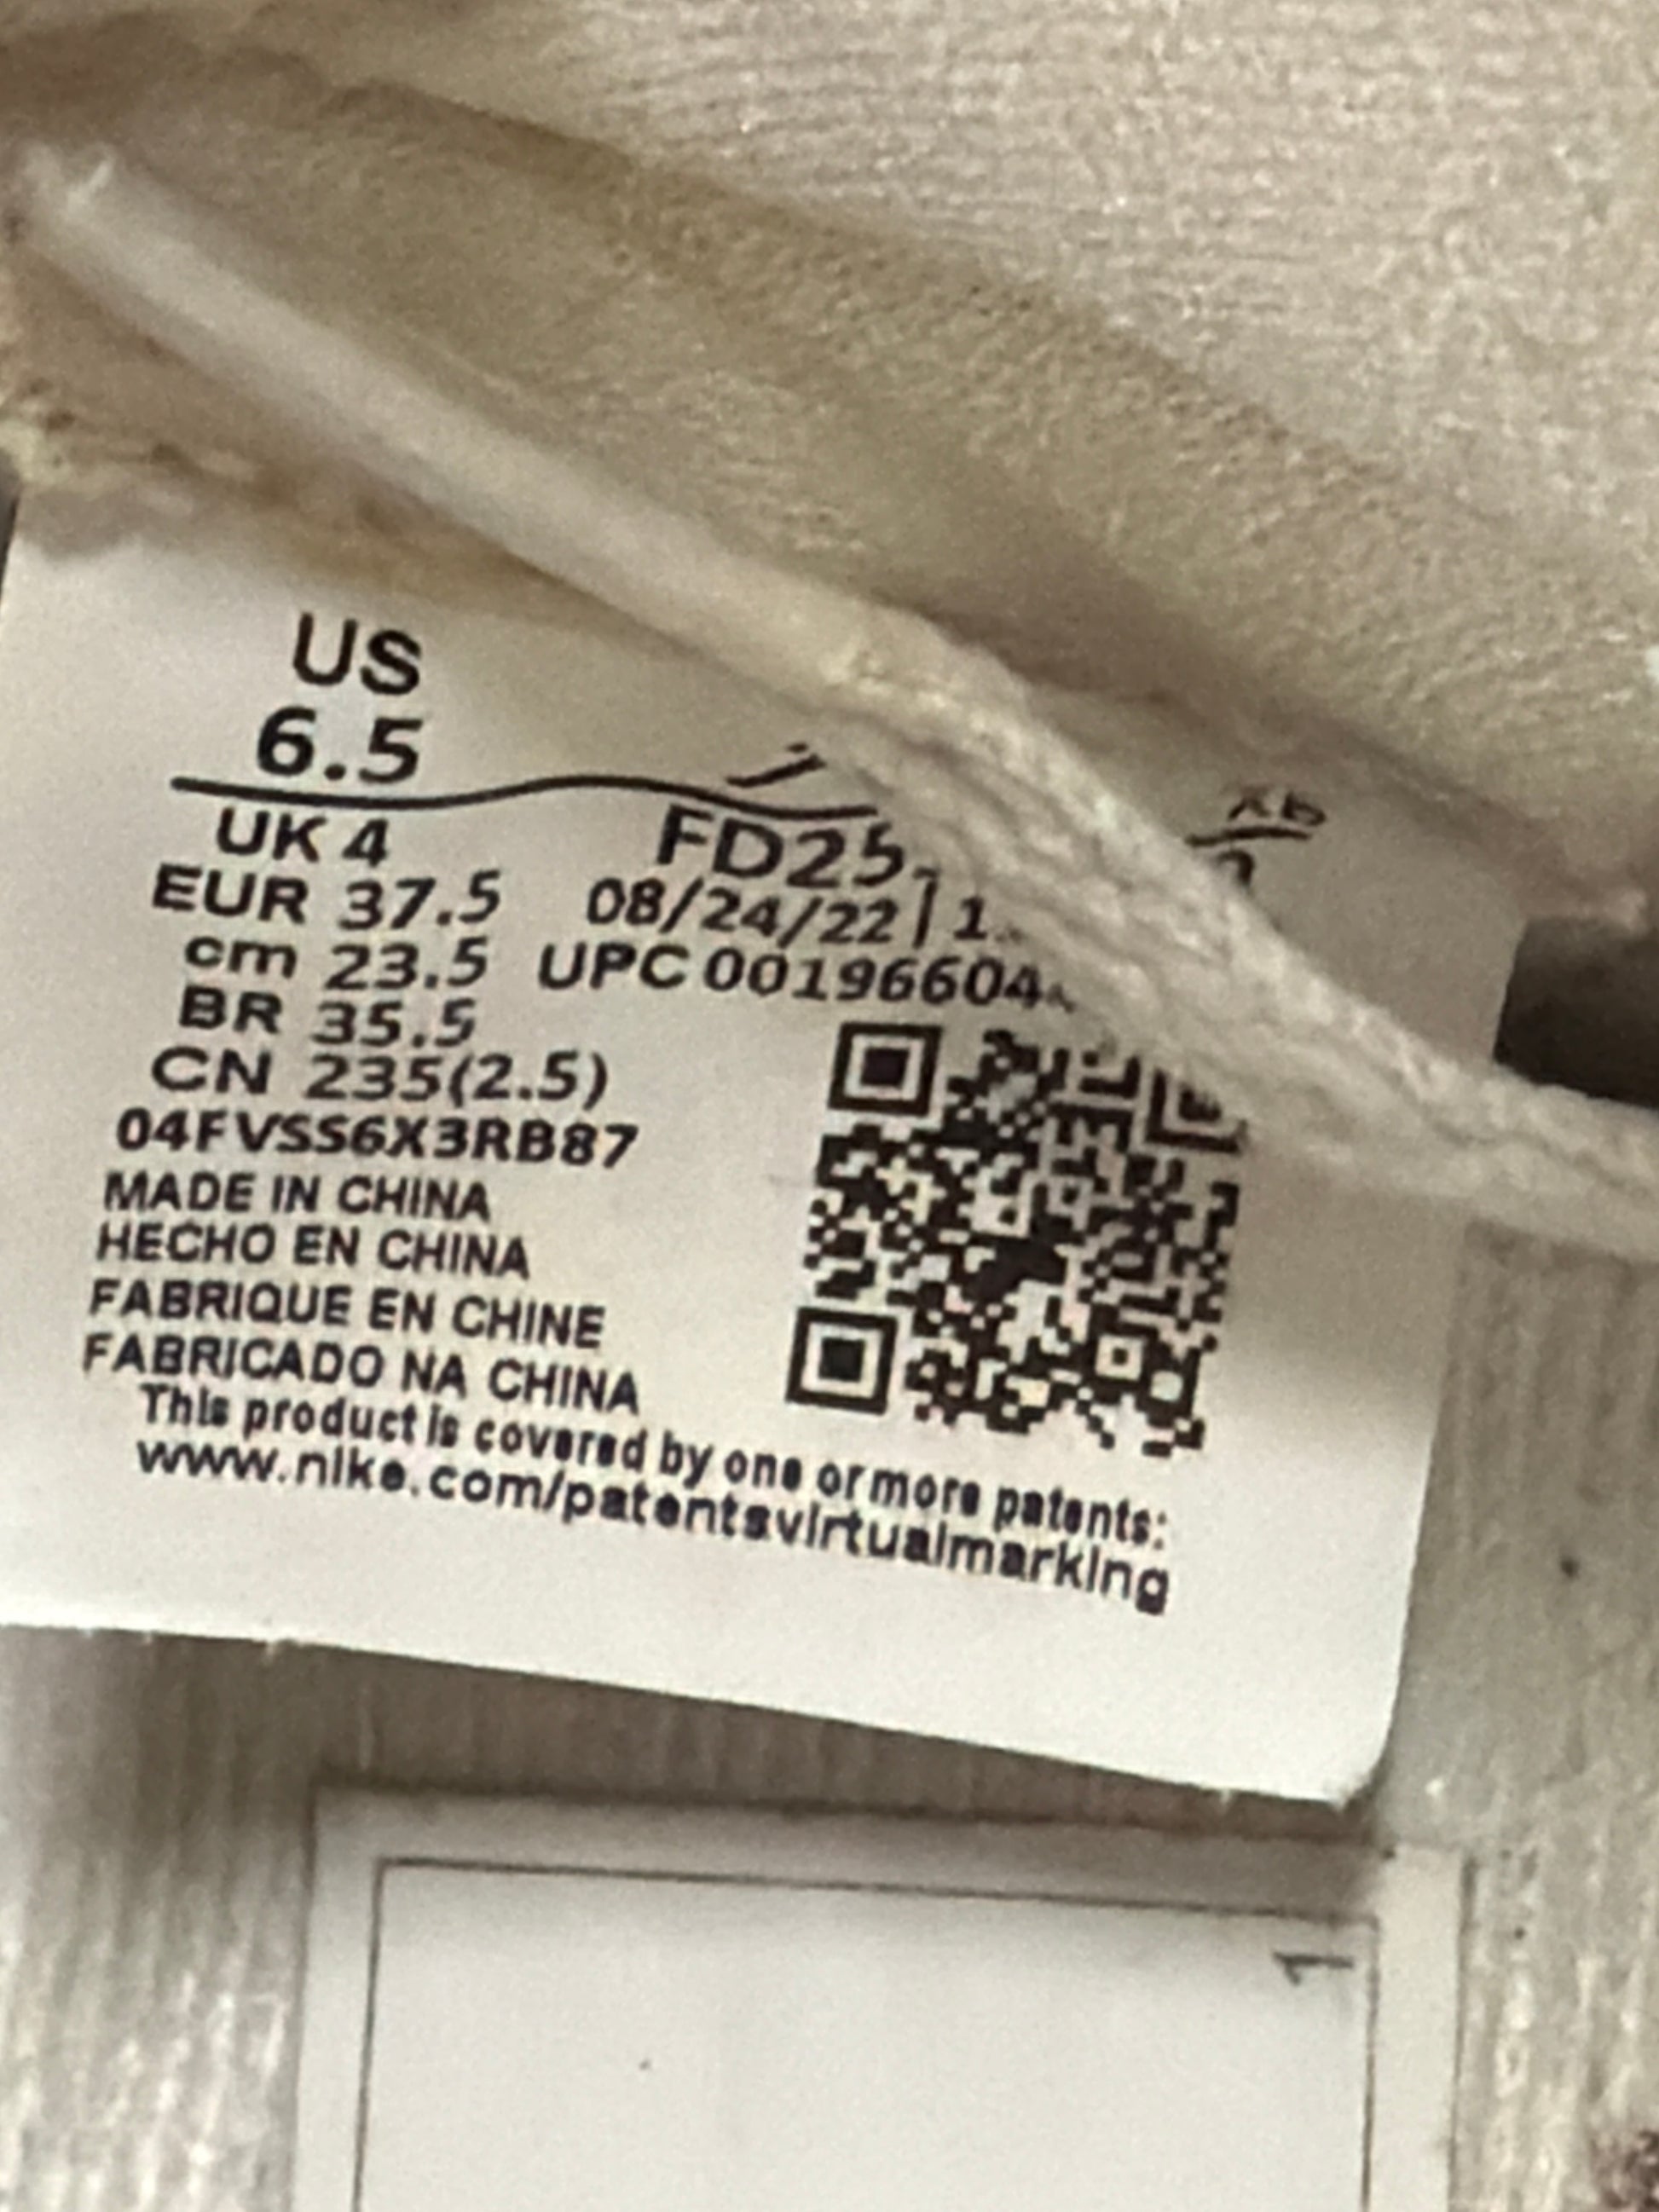 US
6.5
UK 4
EUR 37.5
cm 23.5
BR 35.5
CN 235(2.5)
04FVSS6X3RB87
MADE IN CHINA
HECHO EN CHINA
FABRIQUE EN CHINE
FABRICADO NA CHINA
FD25
08/24/22 | 1
UPC 00196604
This product is covered by one or more patents:
www.nike.com/patentsvirtualmarking
1